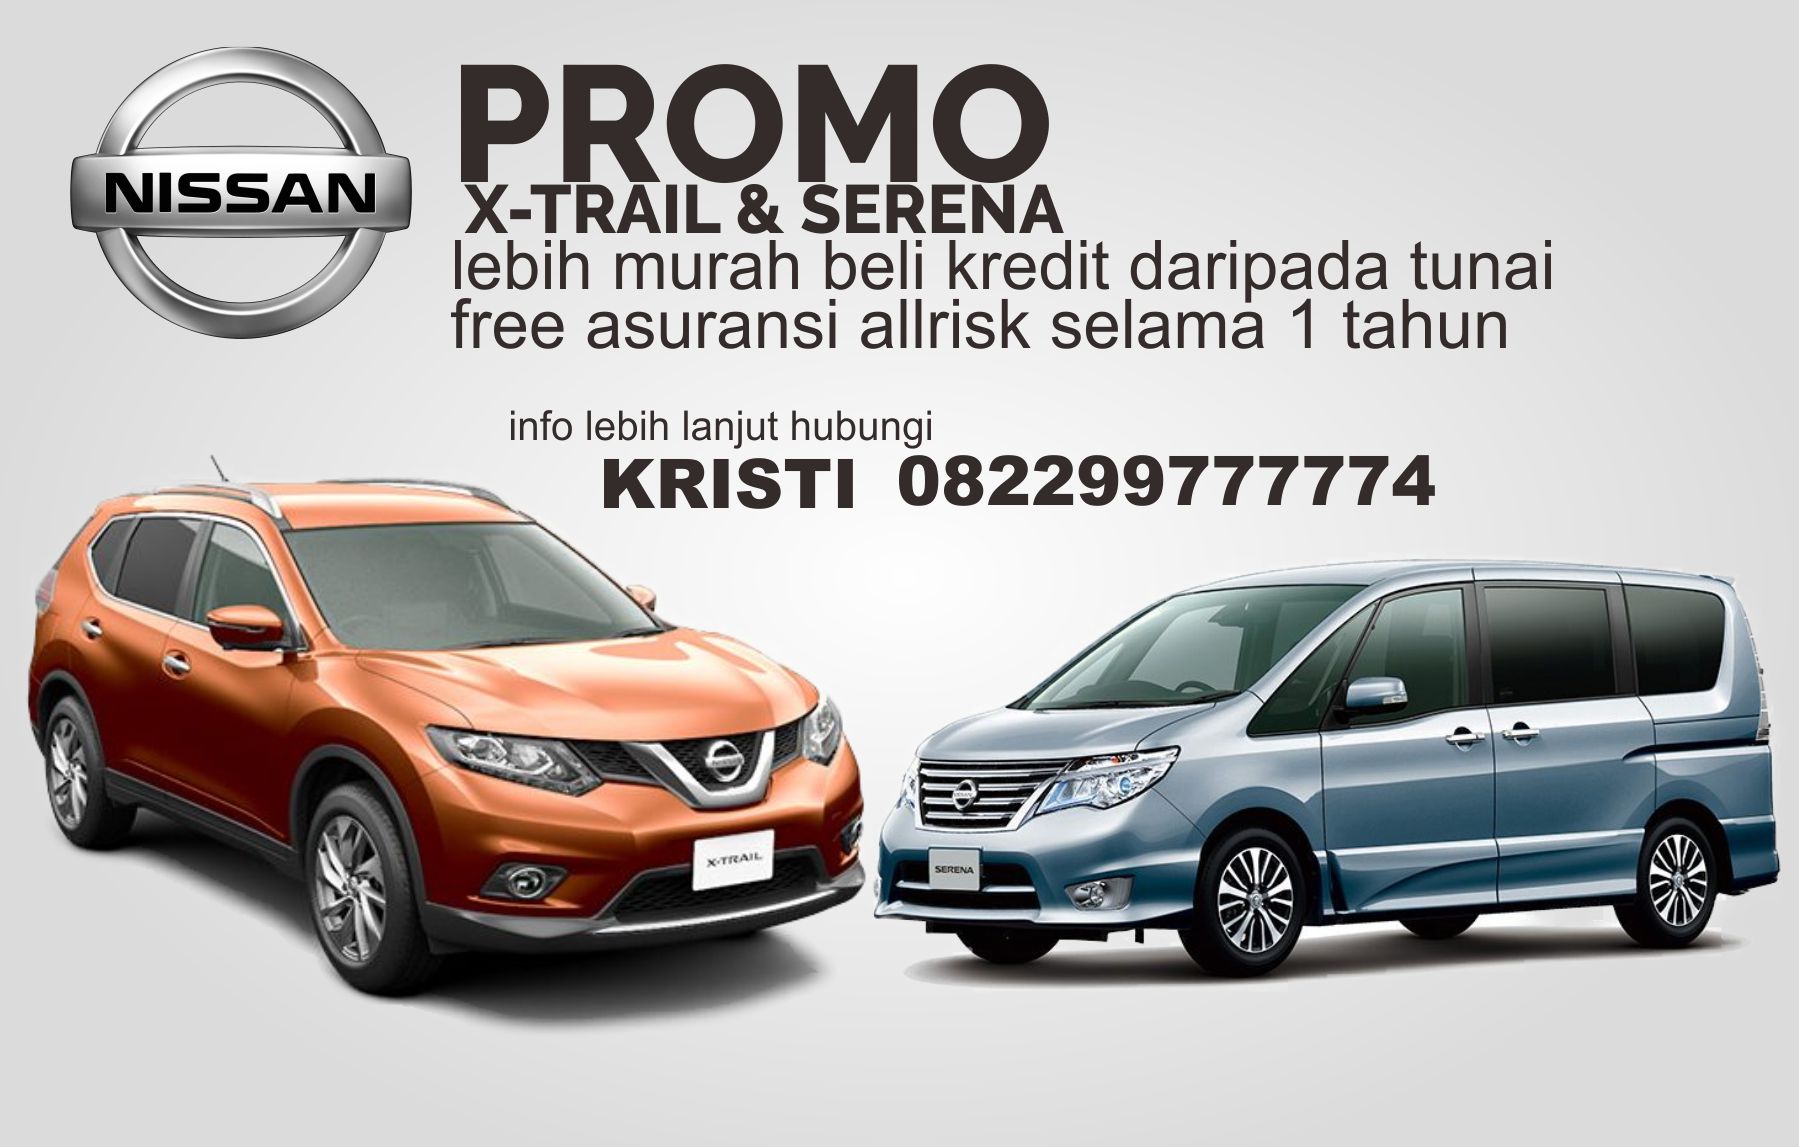 NISSAN
PROMO
X-TRAIL & SERENA
lebih murah beli kredit daripada tunai
free asuransi allrisk selama 1 tahun
info lebih lanjut hubungi
KRISTI 082299777774
X-TRAIL
NISSAN
SERENA